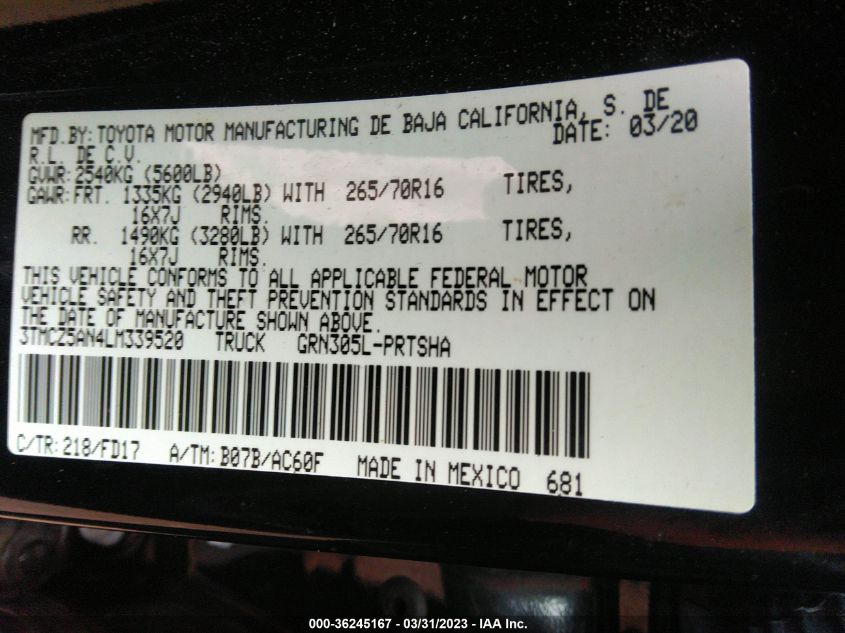 MFD.BY: TOYOTA MOTOR MANUFACTURING DE BAJA CALIFORNIA, S. DE
R.L. DE C.V. DATE: 03/20
GVWR: 2540KG (5600LB)
GAWR: FRT. 1335KG (2940LB) WITH 265/70R16 TIRES,
16X7J RIMS.
RR. 1490KG (3280LB) WITH 265/70R16 TIRES,
16X7J RIMS.
THIS VEHICLE CONFORMS TO ALL APPLICABLE FEDERAL MOTOR
VEHICLE SAFETY AND THEFT PREVENTION STANDARDS IN EFFECT ON
THE DATE OF MANUFACTURE SHOWN ABOVE.
3TMCZ5AN4LM339520 TRUCK GRN305L-PRTSHA
C/TR: 218/FD17 A/TM: B07B/AC60F MADE IN MEXICO 681
000-36245167 - 03/31/2023 - IAA Inc.